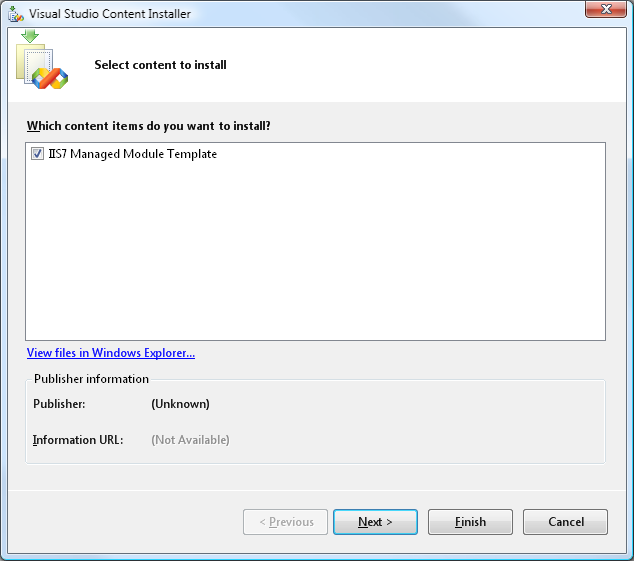 Visual Studio Content Installer
Select content to install
Which content items do you want to install?
IIS7 Managed Module Template
View files in Windows Explorer...
Publisher information
Publisher: (Unknown)
Information URL: (Not Available)
< Previous Next > Finish Cancel